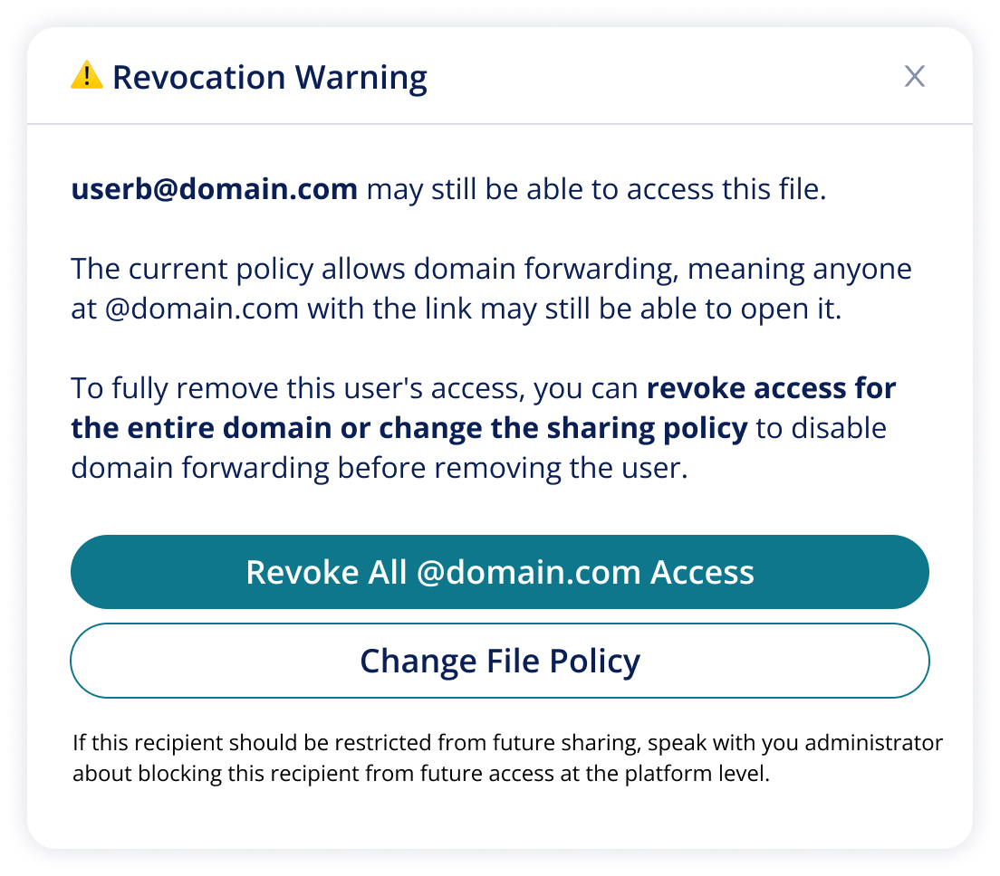 ⚠️ Revocation Warning
X
userb@domain.com may still be able to access this file.
The current policy allows domain forwarding, meaning anyone
at @domain.com with the link may still be able to open it.
To fully remove this user's access, you can revoke access for
the entire domain or change the sharing policy to disable
domain forwarding before removing the user.
Revoke All @domain.com Access
Change File Policy
If this recipient should be restricted from future sharing, speak with you administrator
about blocking this recipient from future access at the platform level.